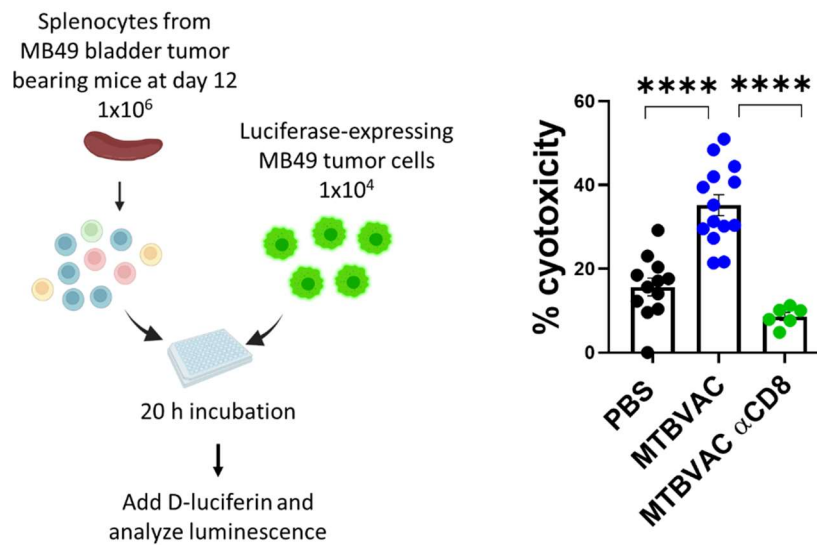 Splenocytes from
MB49 bladder tumor
bearing mice at day 12
1x10⁶
Luciferase-expressing
MB49 tumor cells
1x10⁴
20 h incubation
Add D-luciferin and
analyze luminescence
**** ****
% cyotoxicity
60
40
20
0
PBS
MTBVAC
MTBVAC αCD8